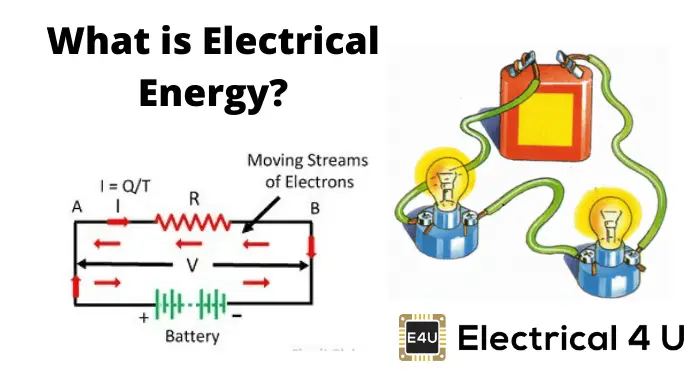 What is Electrical
Energy?
Moving Streams
of Electrons
I = Q/T
A
I
R
B
V
+
−
Battery
E4U
Electrical 4 U